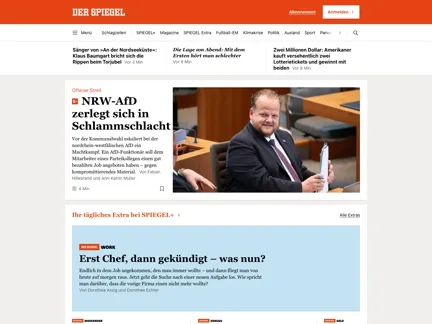 DER SPIEGEL
Abonnement
Anmelden
Menü Schlagzeilen SPIEGEL+ Magazine SPIEGEL Extra Fußball-EM Klimakrise Politik Ausland Sport
Sänger von »An der Nordseeküste«:
Klaus Baumgart bricht sich die
Rippen beim Torjubel Vor 3 Min
Die Lage am Abend: Mit dem
Ersten hört man schlechter
Vor 8 Min
Zwei Millionen Dollar: Amerikaner
kauft versehentlich zwei
Lotterietickets und gewinnt mit
beiden Vor 8 Min
Offener Streit
NRW-AfD
zerlegt sich in
Schlammschlacht
Vor der Kommunalwahl eskaliert bei der
nordrhein-westfälischen AfD ein
Machtkampf. Ein AfD-Funktionär soll dem
Mitarbeiter eines Parteikollegen einen gut
bezahlten Job angeboten haben – gegen
kompromittierendes Material. Von Fabian
Hillebrand und Ann-Katrin Müller
4 Min
Ihr tägliches Extra bei SPIEGEL+
Alle Extras
WORK
Erst Chef, dann gekündigt – was nun?
Endlich in dem Job angekommen, den man immer wollte – und dann fliegt man von
heute auf morgen raus. Jetzt geht die Suche nach einer neuen Aufgabe los. Wie spricht
man darüber, dass die vorige Firma einen nicht mehr wollte?